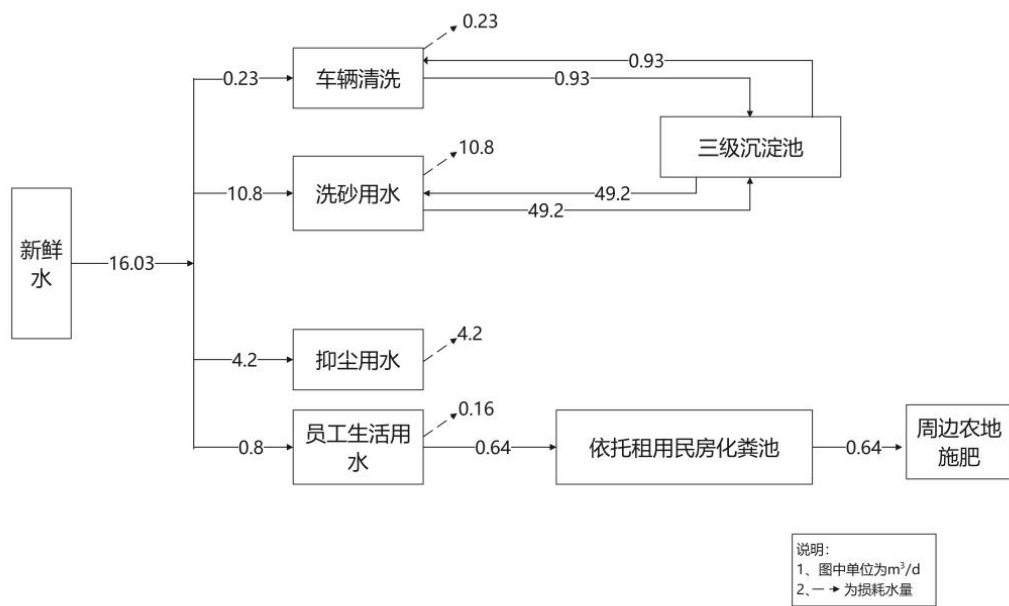 0.23
车辆清洗
0.23
0.93
0.93
三级沉淀池
10.8
洗砂用水
10.8
49.2
49.2
新鲜
水
16.03
抑尘用水
4.2
4.2
0.16
员工生活用
水
0.8
0.64
依托租用民房化粪池
0.64
周边农地
施肥
说明：
1、图中单位为m³/d
2、 为损耗水量